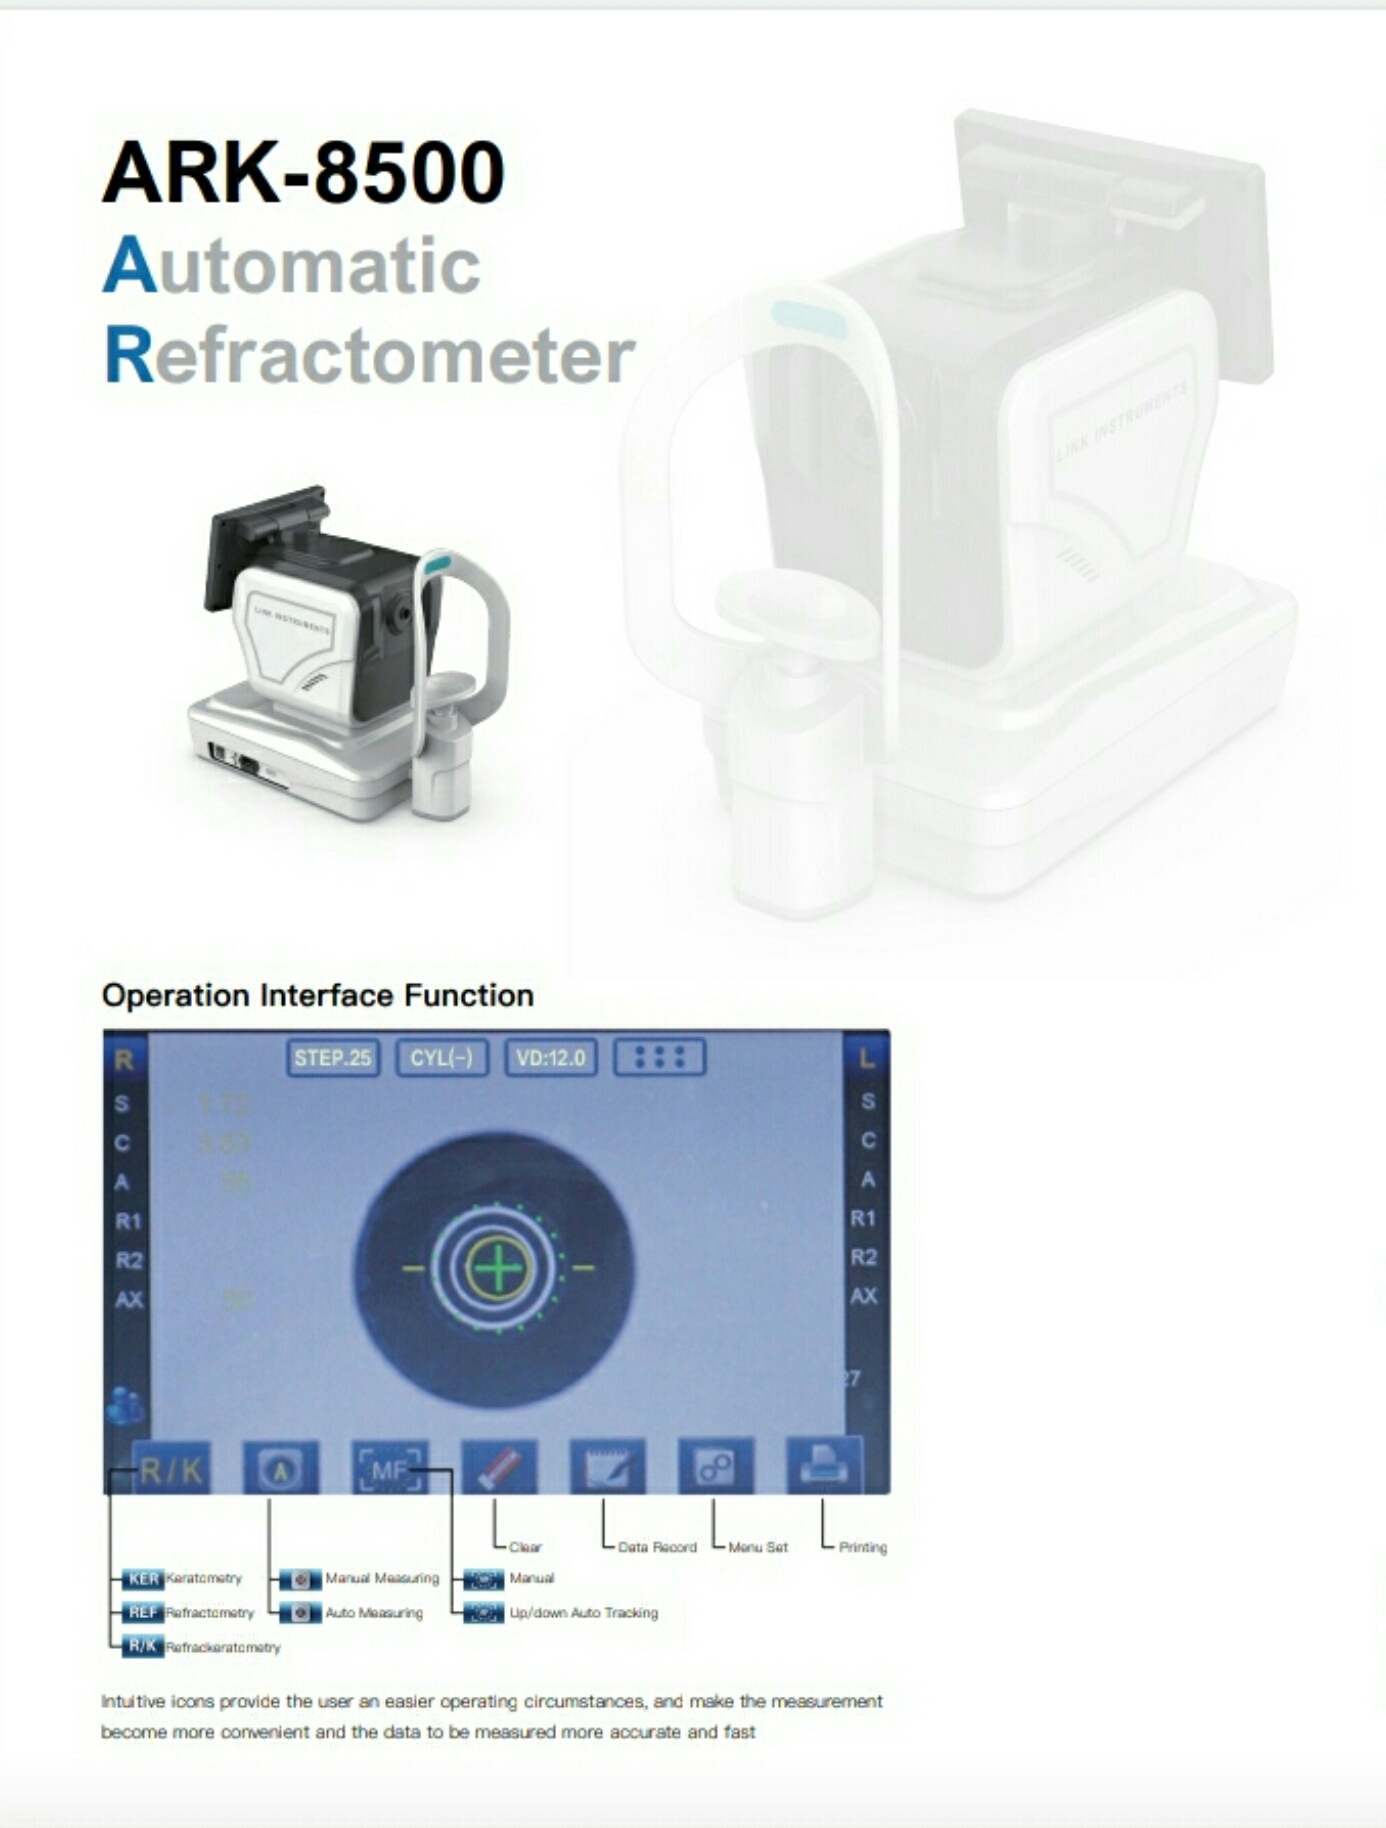 ARK-8500
Automatic
Refractometer
LINK INSTRUMENTS
LINK INSTRUMENTS
Operation Interface Function
R STEP.25 CYL(-) VD:12.0 L
S S
C C
A A
R1 R1
R2 R2
AX AX
27
R/K A MF
Clear Data Record Menu Set Printing
KER Keratometry Manual Measuring Manual
REF Refractometry Auto Measuring Up/down Auto Tracking
R/K Refrackeratometry
Intuitive icons provide the user an easier operating circumstances, and make the measurement
become more convenient and the data to be measured more accurate and fast